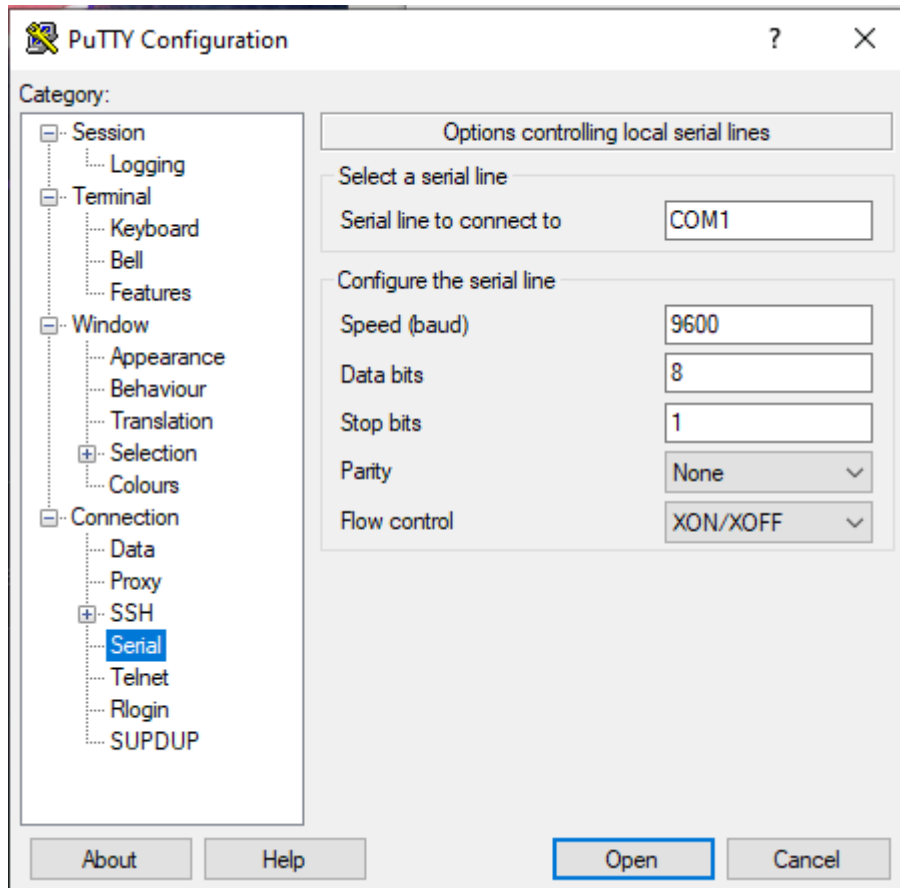 PuTTY Configuration
?
Category:
Session
Logging
Terminal
Keyboard
Bell
Features
Window
Appearance
Behaviour
Translation
Selection
Colours
Connection
Data
Proxy
SSH
Serial
Telnet
Rlogin
SUPDUP
Options controlling local serial lines
Select a serial line
Serial line to connect to COM1
Configure the serial line
Speed (baud) 9600
Data bits 8
Stop bits 1
Parity None
Flow control XON/XOFF
About Help Open Cancel